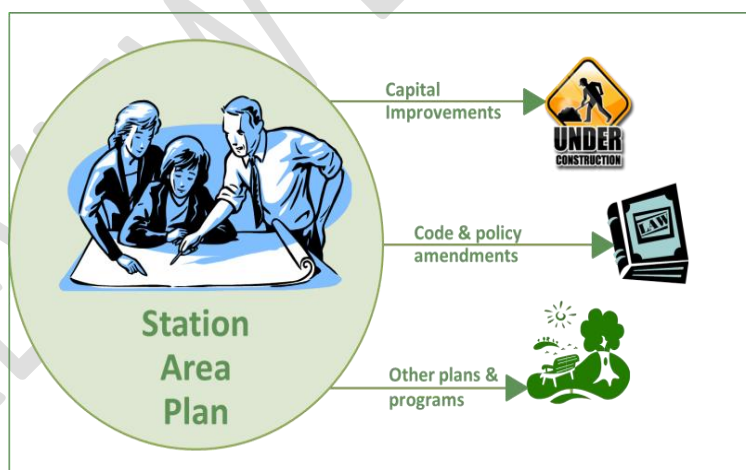 Station
Area
Plan
Capital
Improvements
UNDER
CONSTRUCTION
Code & policy
amendments
LAW
Other plans &
programs